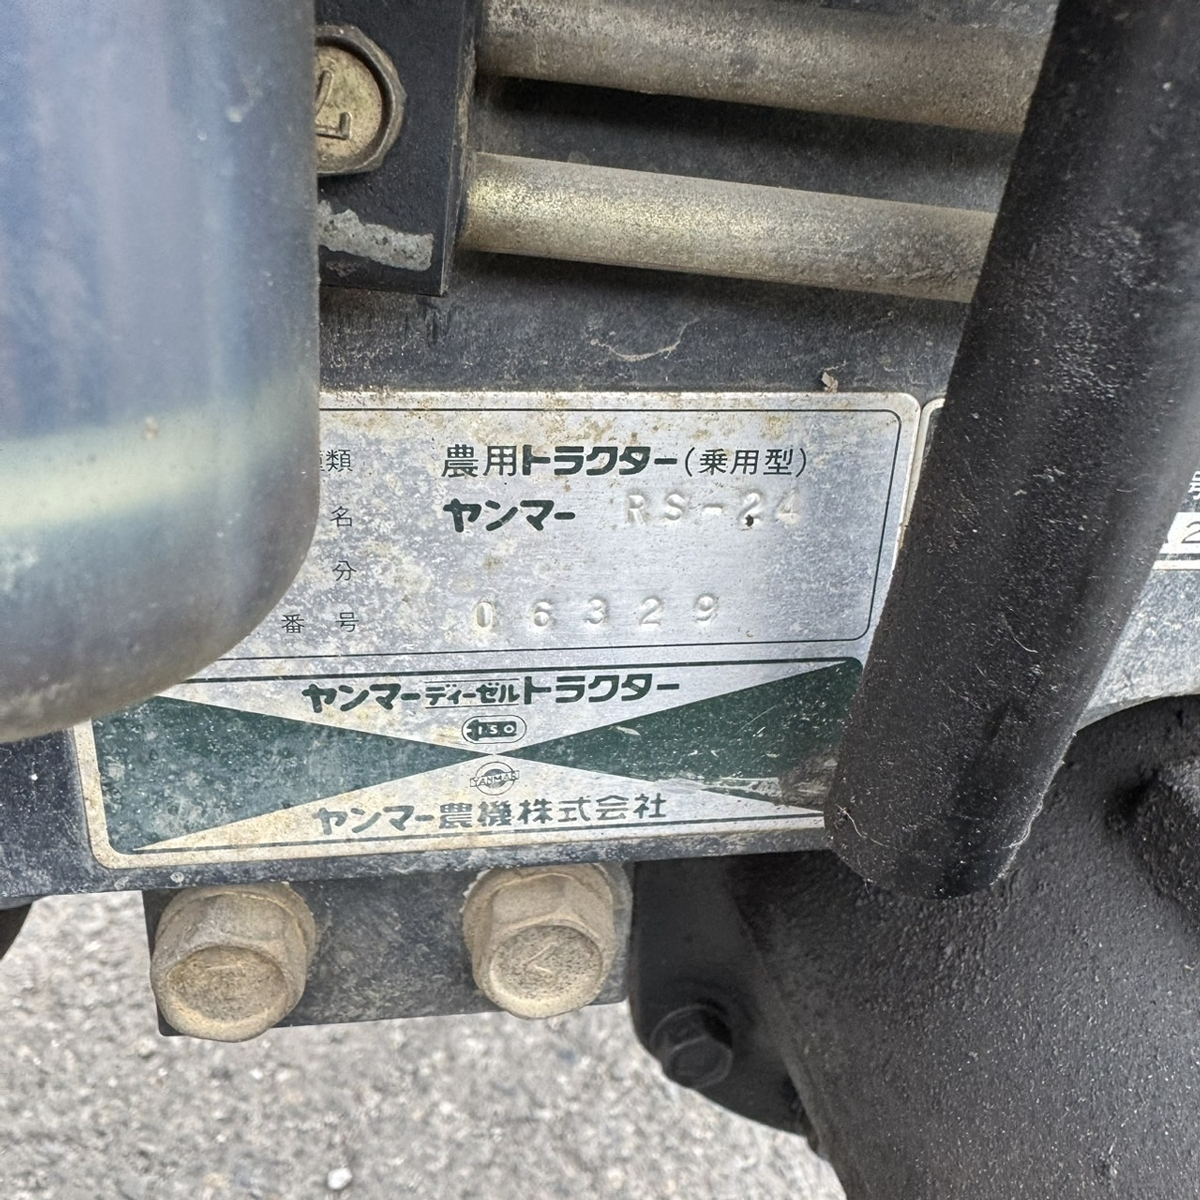 類 農用トラクター(乗用型)
名 ヤンマー RS-24
分
番号 06329
ヤンマーディーゼルトラクター
ISO
YANMAR
ヤンマー農機株式会社